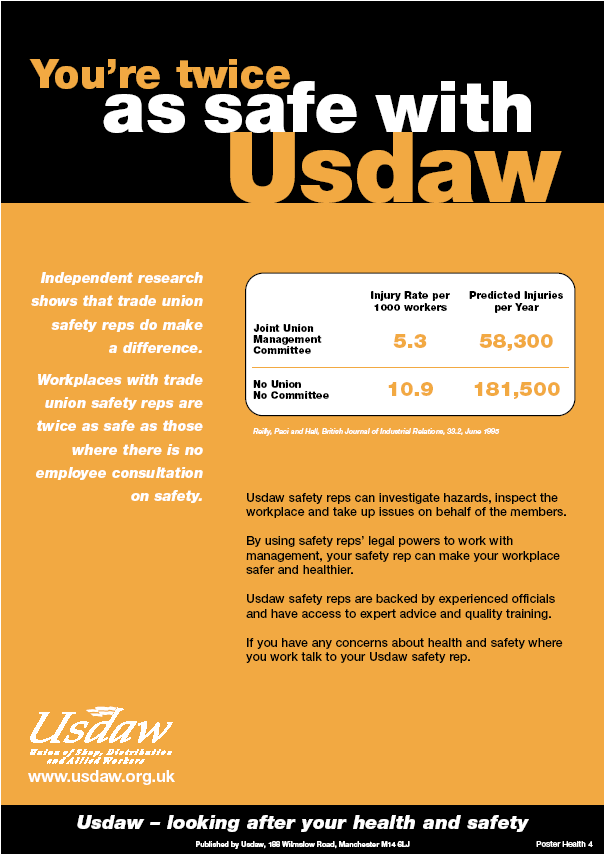 You're twice
as safe with
Usdaw
Independent research
shows that trade union
safety reps do make
a difference.
Workplaces with trade
union safety reps are
twice as safe as those
where there is no
employee consultation
on safety.
Injury Rate per
1000 workers
Predicted Injuries
per Year
Joint Union
Management
Committee
5.3
58,300
No Union
No Committee
10.9
181,500
Reilly, Paci and Hall, British Journal of Industrial Relations, 33.2, June 1995
Usdaw safety reps can investigate hazards, inspect the
workplace and take up issues on behalf of the members.
By using safety reps' legal powers to work with
management, your safety rep can make your workplace
safer and healthier.
Usdaw safety reps are backed by experienced officials
and have access to expert advice and quality training.
If you have any concerns about health and safety where
you work talk to your Usdaw safety rep.
Usdaw
Union of Shop, Distributive
and Allied Workers
www.usdaw.org.uk
Usdaw – looking after your health and safety
Published by Usdaw, 188 Wilmslow Road, Manchester M14 6LJ
Poster Health 4